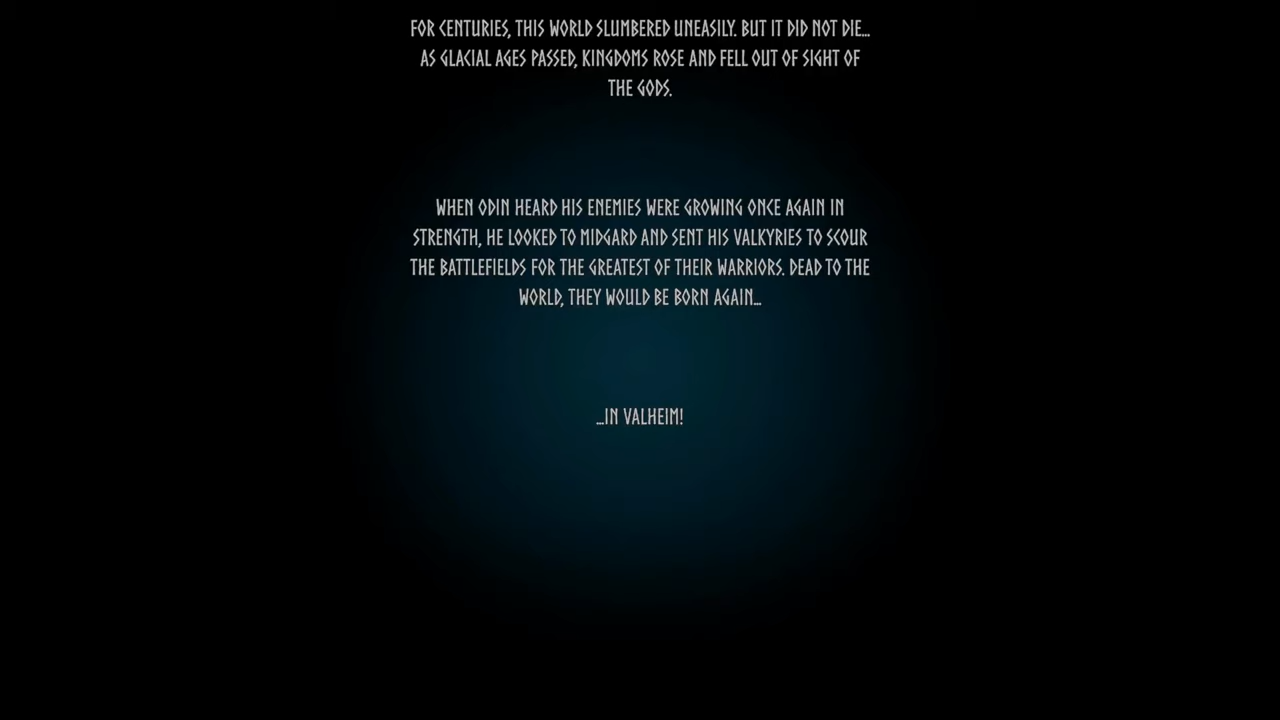 FOR CENTURIES, THIS WORLD SLUMBERED UNEASILY. BUT IT DID NOT DIE...
AS GLACIAL AGES PASSED, KINGDOMS ROSE AND FELL OUT OF SIGHT OF
THE GODS.
WHEN ODIN HEARD HIS ENEMIES WERE GROWING ONCE AGAIN IN
STRENGTH, HE LOOKED TO MIDGARD AND SENT HIS VALKYRIES TO SCOUR
THE BATTLEFIELDS FOR THE GREATEST OF THEIR WARRIORS. DEAD TO THE
WORLD, THEY WOULD BE BORN AGAIN...
...IN VALHEIM!